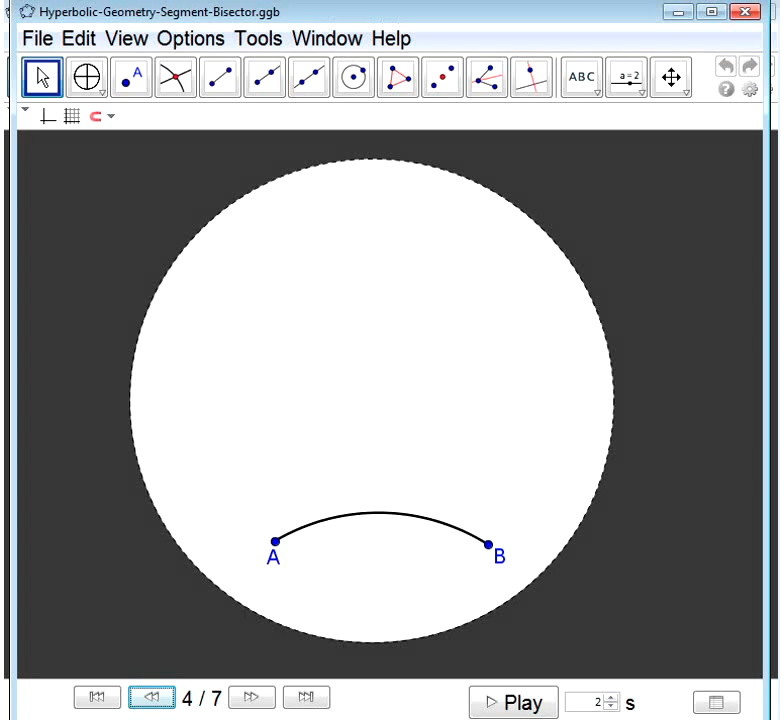 Hyperbolic-Geometry-Segment-Bisector.ggb
File Edit View Options Tools Window Help
A
ABC
a=2
A
B
4 / 7
Play
2
s